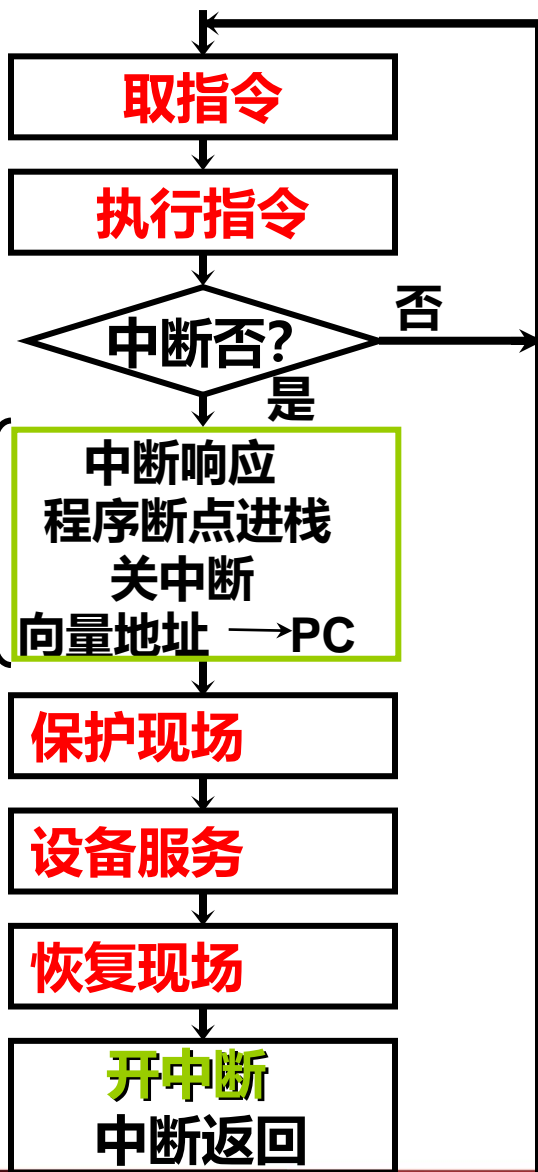 取指令
执行指令
中断否?
否
是
中断响应
程序断点进栈
关中断
向量地址 → PC
保护现场
设备服务
恢复现场
开中断
中断返回